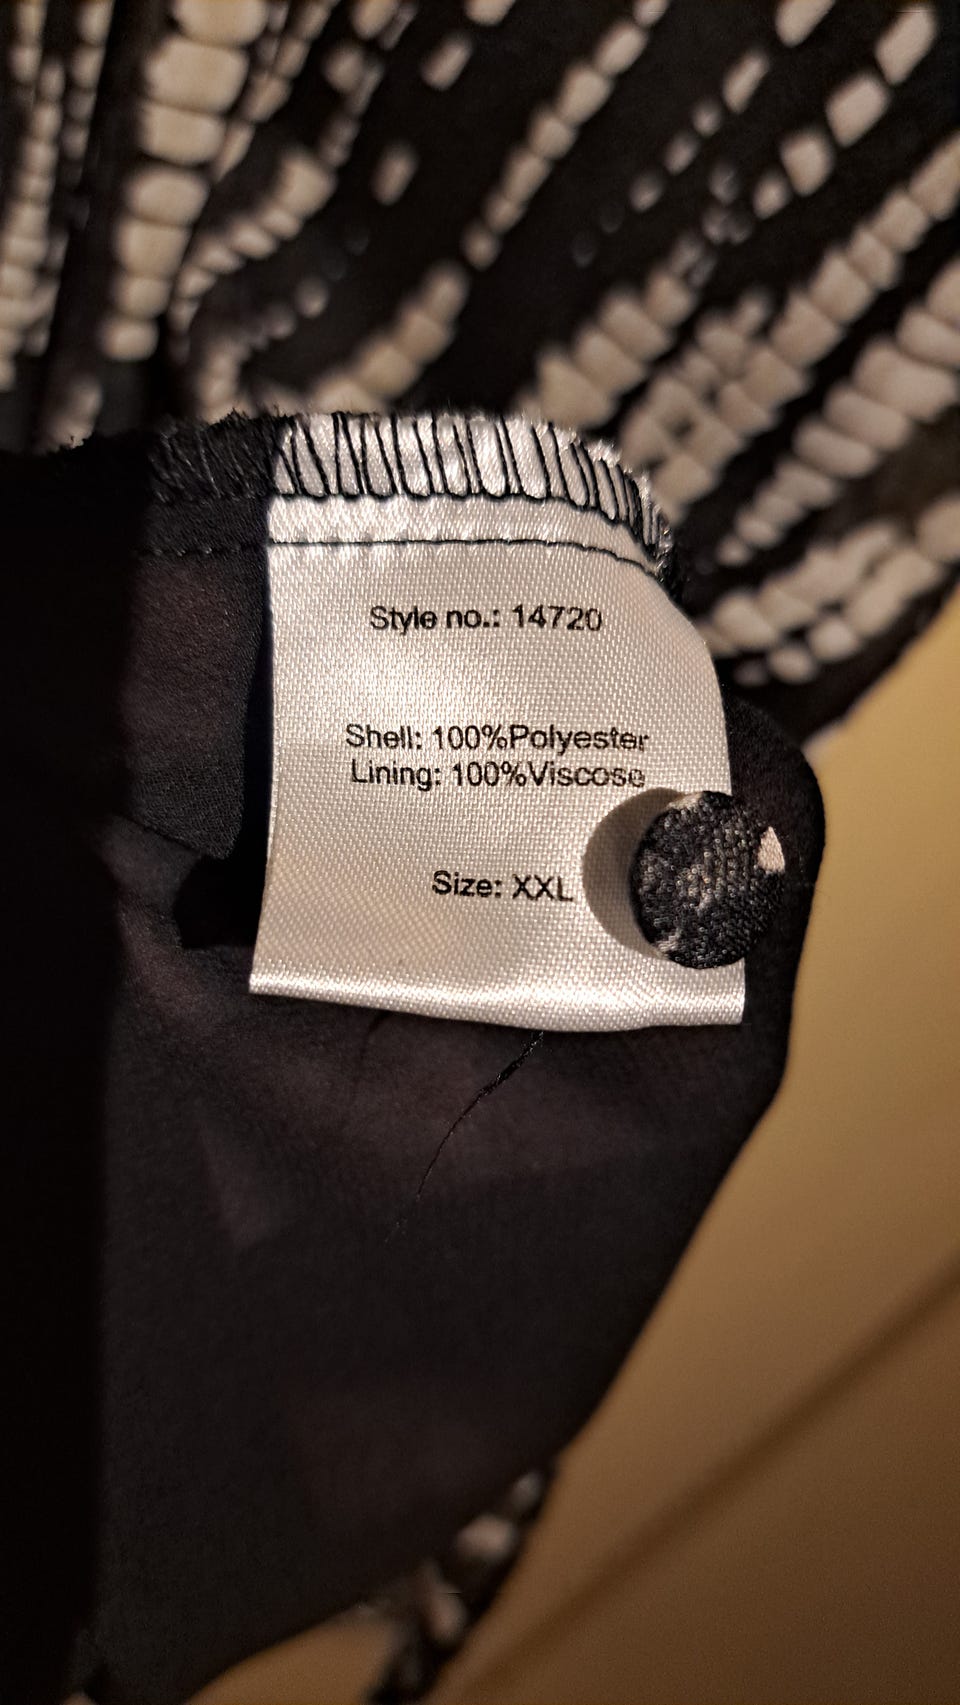 Style no.: 14720
Shell: 100%Polyester
Lining: 100%Viscose
Size: XXL